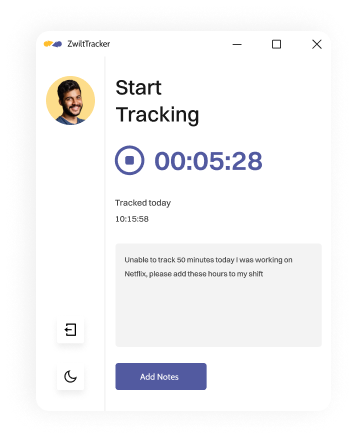 ZwiltTracker
Start
Tracking
00:05:28
Tracked today
10:15:58
Unable to track 50 minutes today I was working on
Netflix, please add these hours to my shift
Add Notes